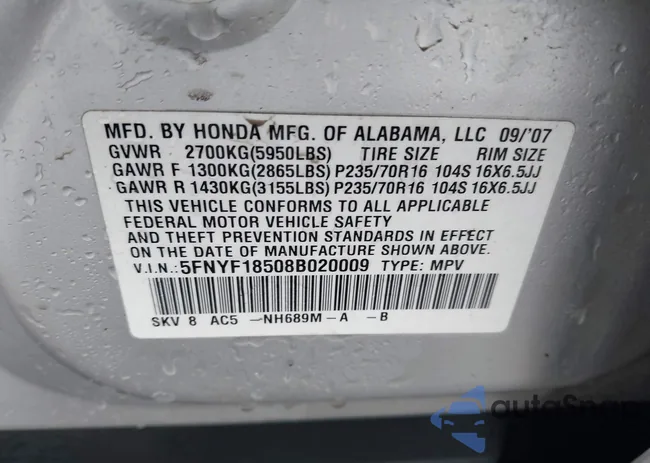 MFD. BY HONDA MFG. OF ALABAMA, LLC 09/'07
GVWR 2700KG(5950LBS) TIRE SIZE RIM SIZE
GAWR F 1300KG(2865LBS) P235/70R16 104S 16X6.5JJ
GAWR R 1430KG(3155LBS) P235/70R16 104S 16X6.5JJ
THIS VEHICLE CONFORMS TO ALL APPLICABLE
FEDERAL MOTOR VEHICLE SAFETY
AND THEFT PREVENTION STANDARDS IN EFFECT
ON THE DATE OF MANUFACTURE SHOWN ABOVE.
V.I.N.:5FNYF18508B020009 TYPE: MPV
SKV 8 AC5 -NH689M-A -B